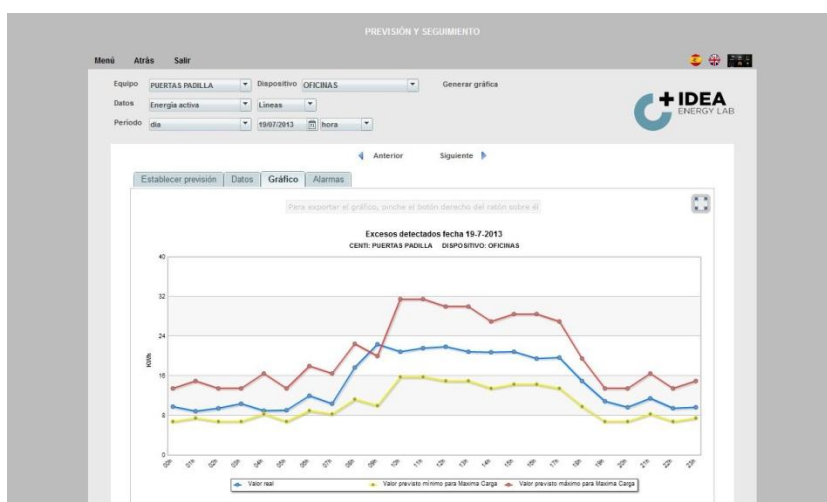 PREVISIÓN Y SEGUIMIENTO
Menú Atrás Salir
Equipo PUERTAS PADILLA Dispositivo OFICINAS Generar gráfica
Datos Energía activa Líneas
Periodo día 19/07/2013 hora
+ IDEA
ENERGY LAB
Anterior Siguiente
Establecer previsión Datos Gráfico Alarmas
Para exportar el gráfico, pinche el botón derecho del ratón sobre él.
Excesos detectados fecha 19-7-2013
CENTI: PUERTAS PADILLA DISPOSITIVO: OFICINAS
40
32
24
16
8
0
KWh
00h 01h 02h 03h 04h 05h 06h 07h 08h 09h 10h 11h 12h 13h 14h 15h 16h 17h 18h 19h 20h 21h 22h 23h
Valor real Valor previsto mínimo para Maxima Carga Valor previsto máximo para Maxima Carga